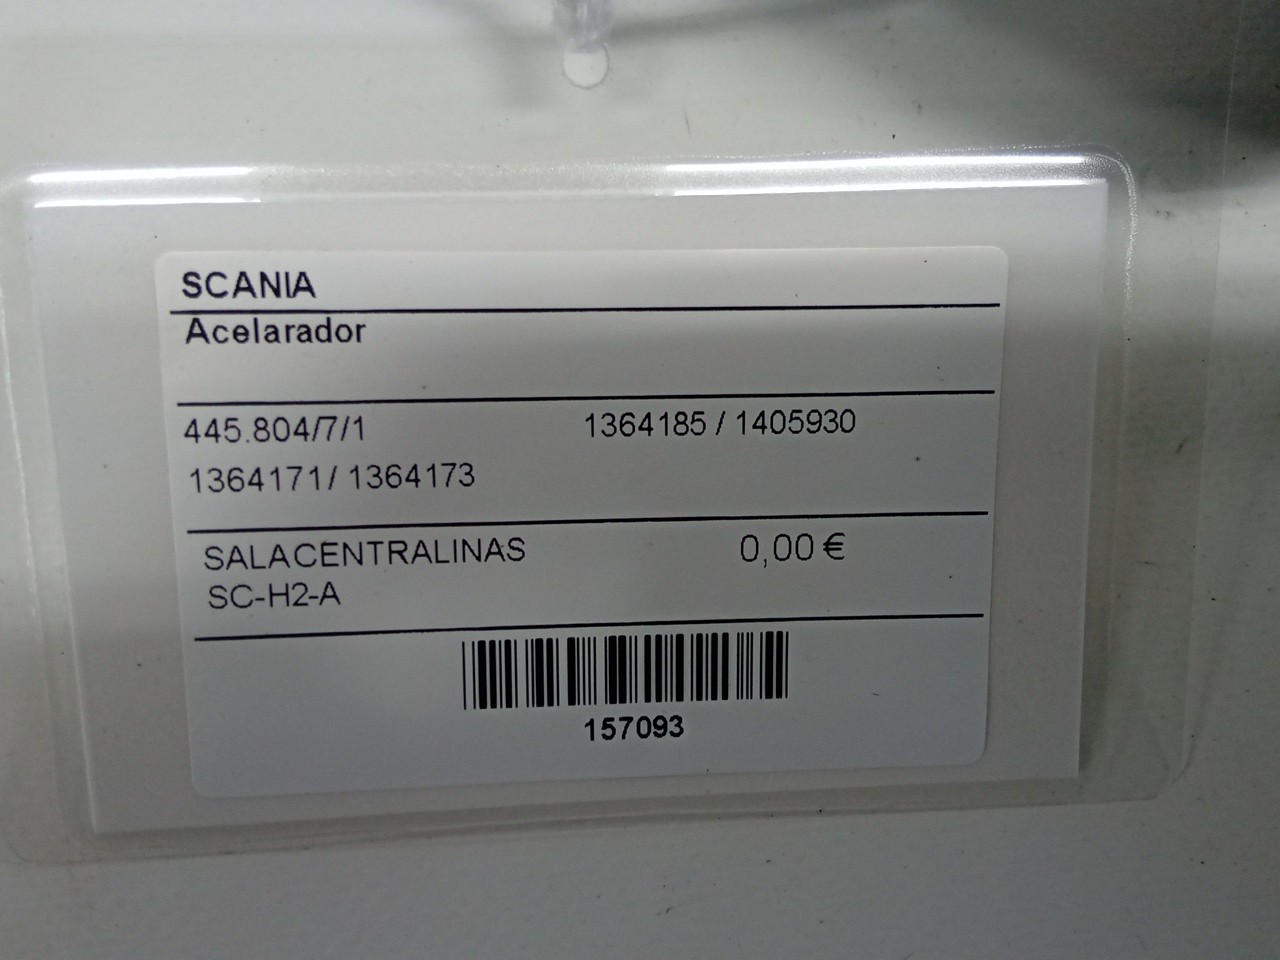 SCANIA
Acelarador
445.804/7/1 1364185 / 1405930
1364171/ 1364173
SALACENTRALINAS 0,00 €
SC-H2-A
157093